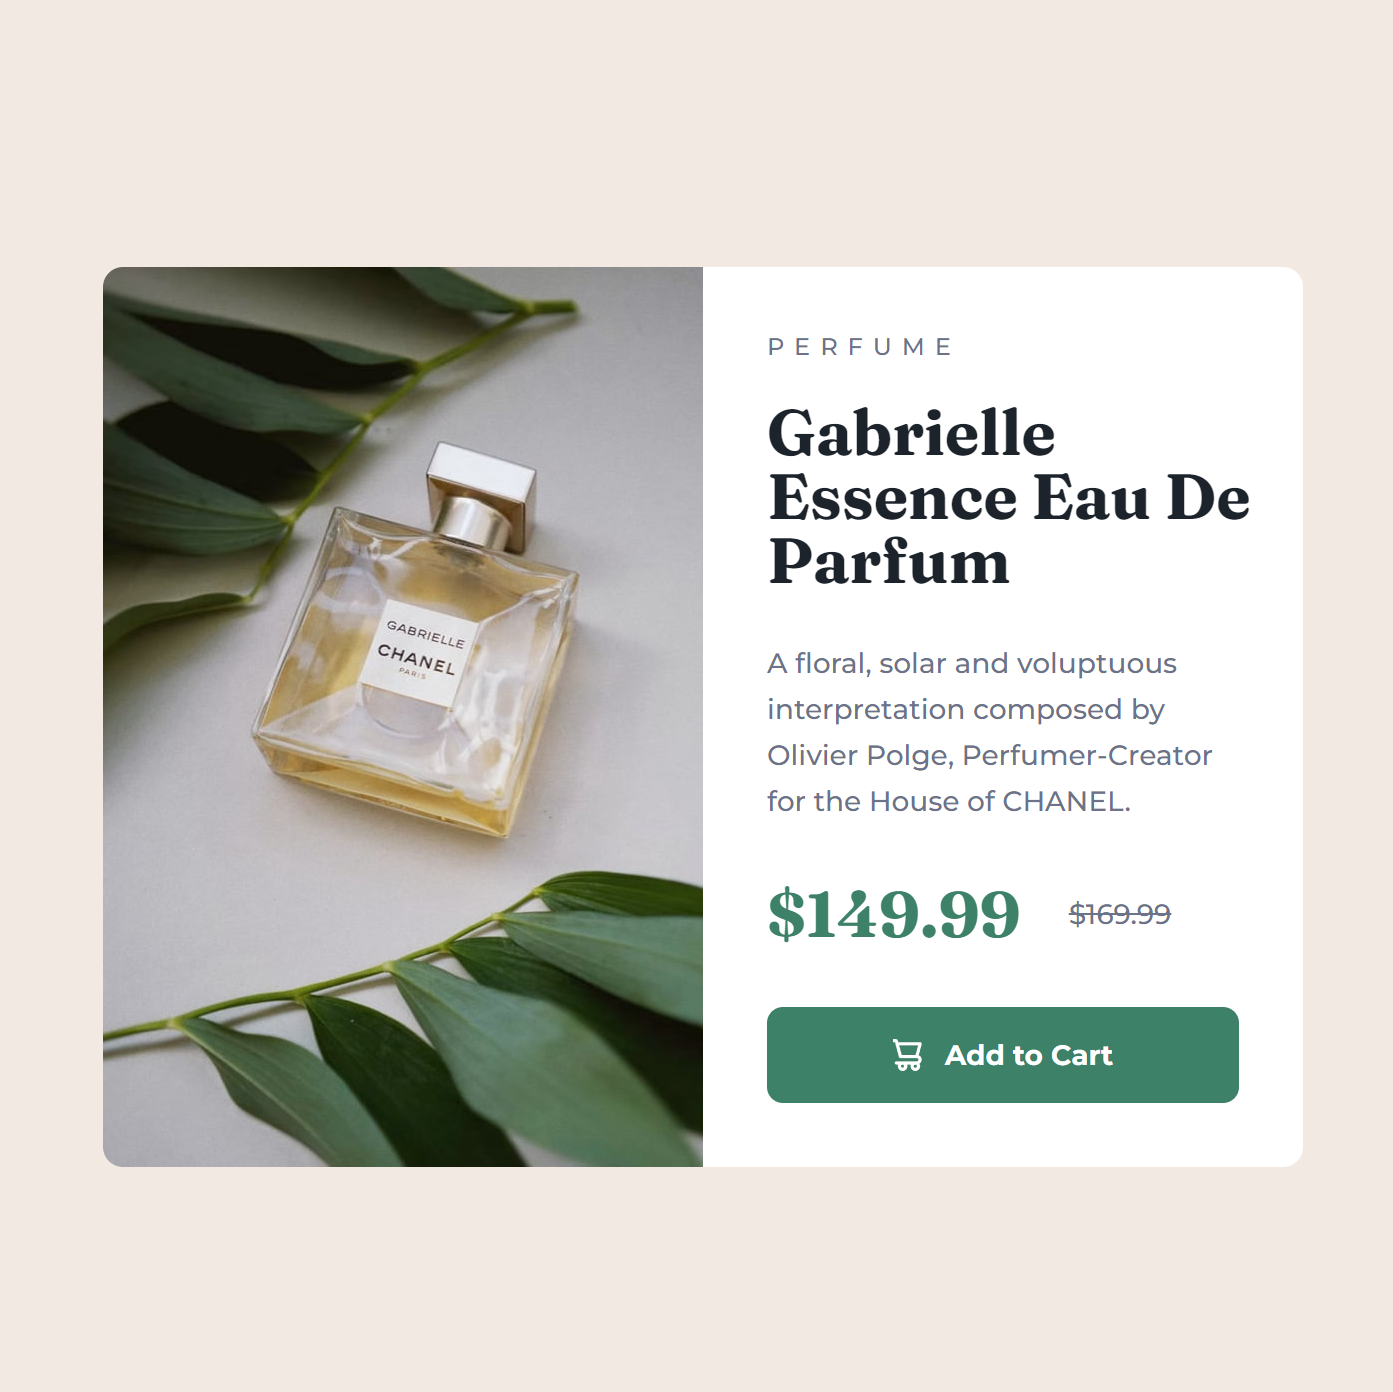 GABRIELLE
CHANEL
PARIS
PERFUME
Gabrielle
Essence Eau De
Parfum
A floral, solar and voluptuous
interpretation composed by
Olivier Polge, Perfumer-Creator
for the House of CHANEL.
$149.99 $169.99
Add to Cart